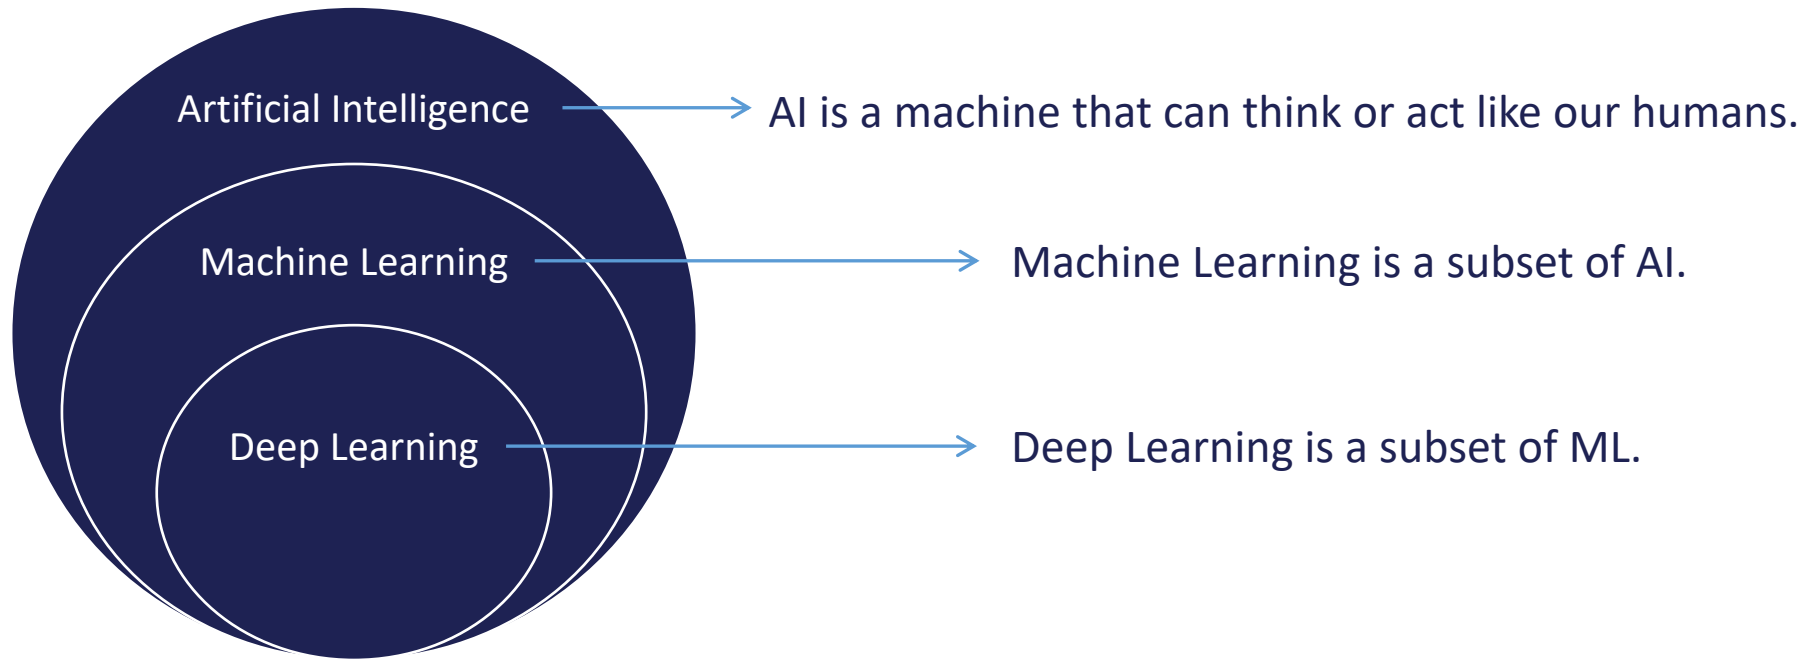 Artificial Intelligence
AI is a machine that can think or act like our humans.
Machine Learning
Machine Learning is a subset of AI.
Deep Learning
Deep Learning is a subset of ML.